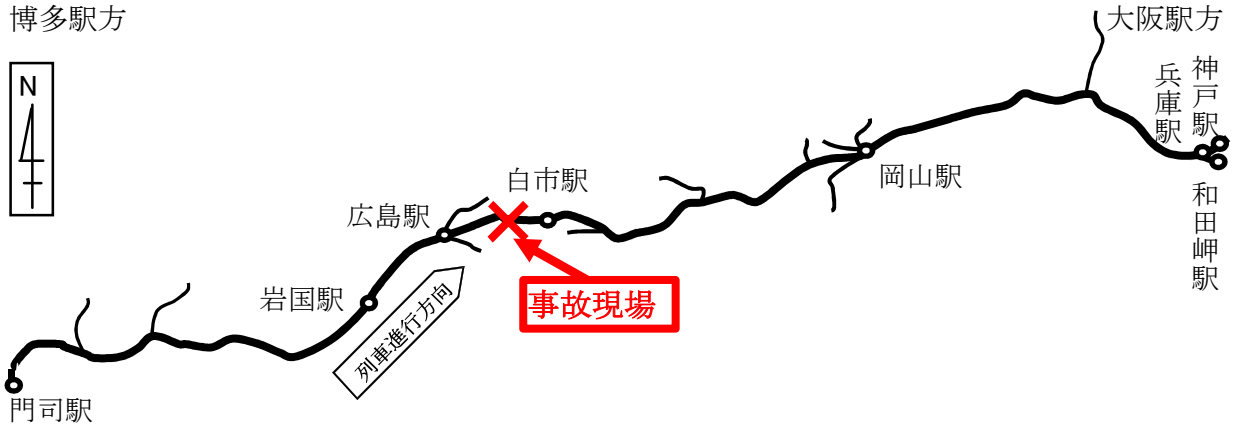 博多駅方
大阪駅方
N
神戸駅
兵庫駅
白市駅
岡山駅
広島駅
和田岬駅
岩国駅
事故現場
列車進行方向
門司駅